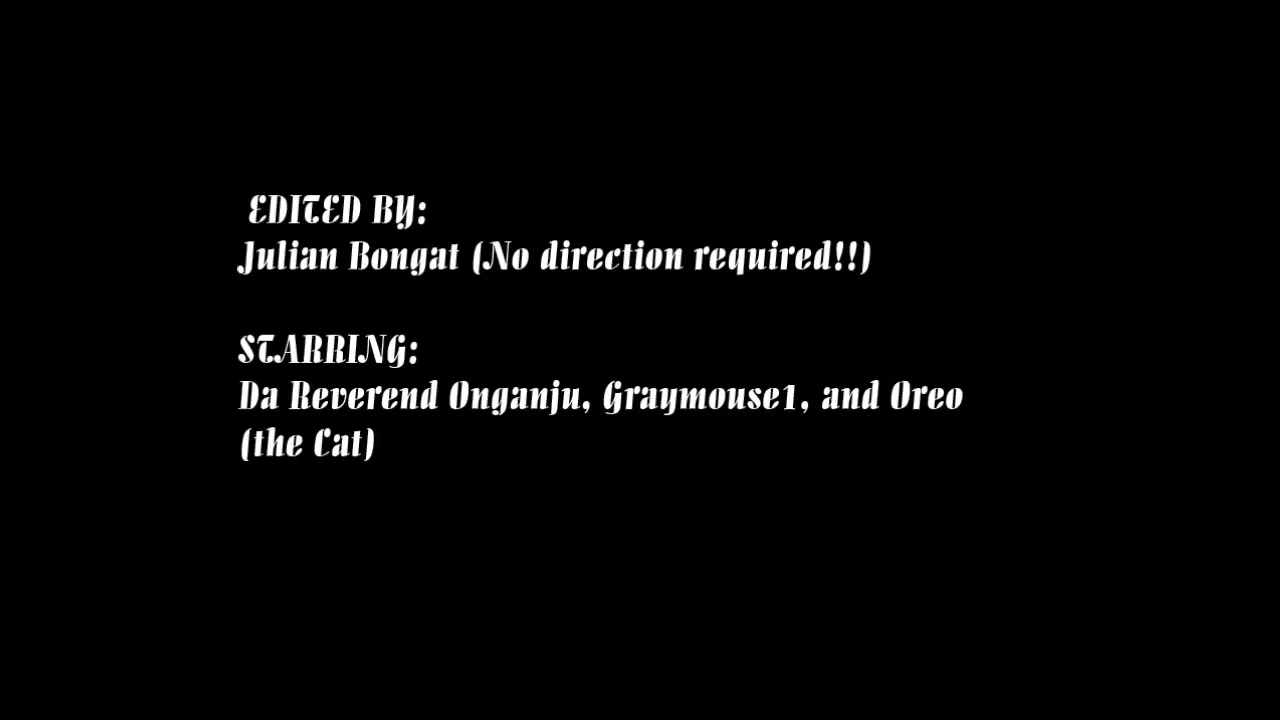 EDITED BY:
Julian Bongat (No direction required!!)
STARRING:
Da Reverend Onganju, Graymouse1, and Oreo
(the Cat)